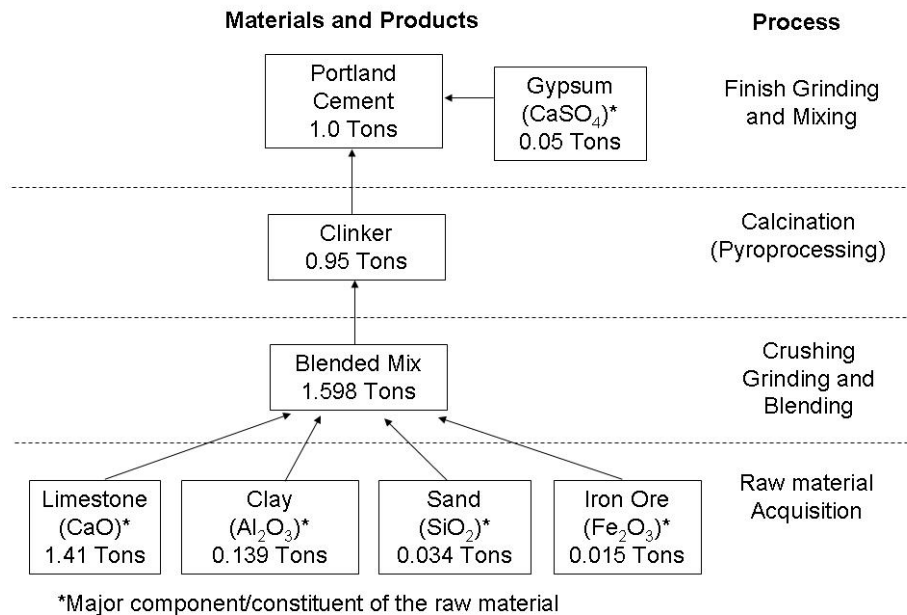 Materials and Products
Process
Portland
Cement
1.0 Tons
Gypsum
(CaSO₄)*
0.05 Tons
Finish Grinding
and Mixing
Clinker
0.95 Tons
Calcination
(Pyroprocessing)
Blended Mix
1.598 Tons
Crushing
Grinding and
Blending
Limestone
(CaO)*
1.41 Tons
Clay
(Al₂O₃)*
0.139 Tons
Sand
(SiO₂)*
0.034 Tons
Iron Ore
(Fe₂O₃)*
0.015 Tons
Raw material
Acquisition
*Major component/constituent of the raw material